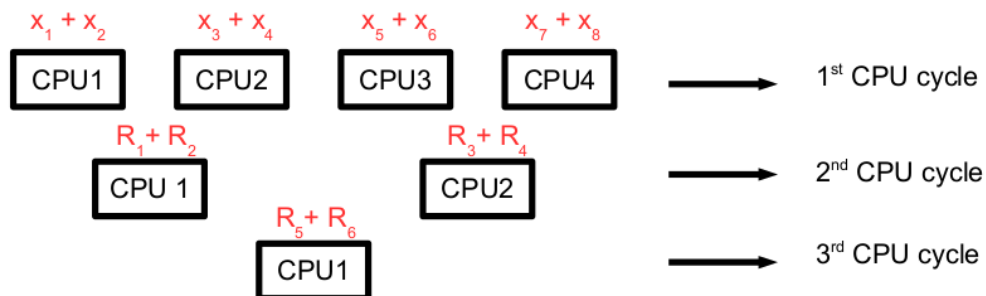 x₁ + x₂ x₃ + x₄ x₅ + x₆ x₇ + x₈
CPU1 CPU2 CPU3 CPU4 1st CPU cycle
R₁ + R₂ R₃ + R₄
CPU 1 CPU2 2nd CPU cycle
R₅ + R₆
CPU1 3rd CPU cycle